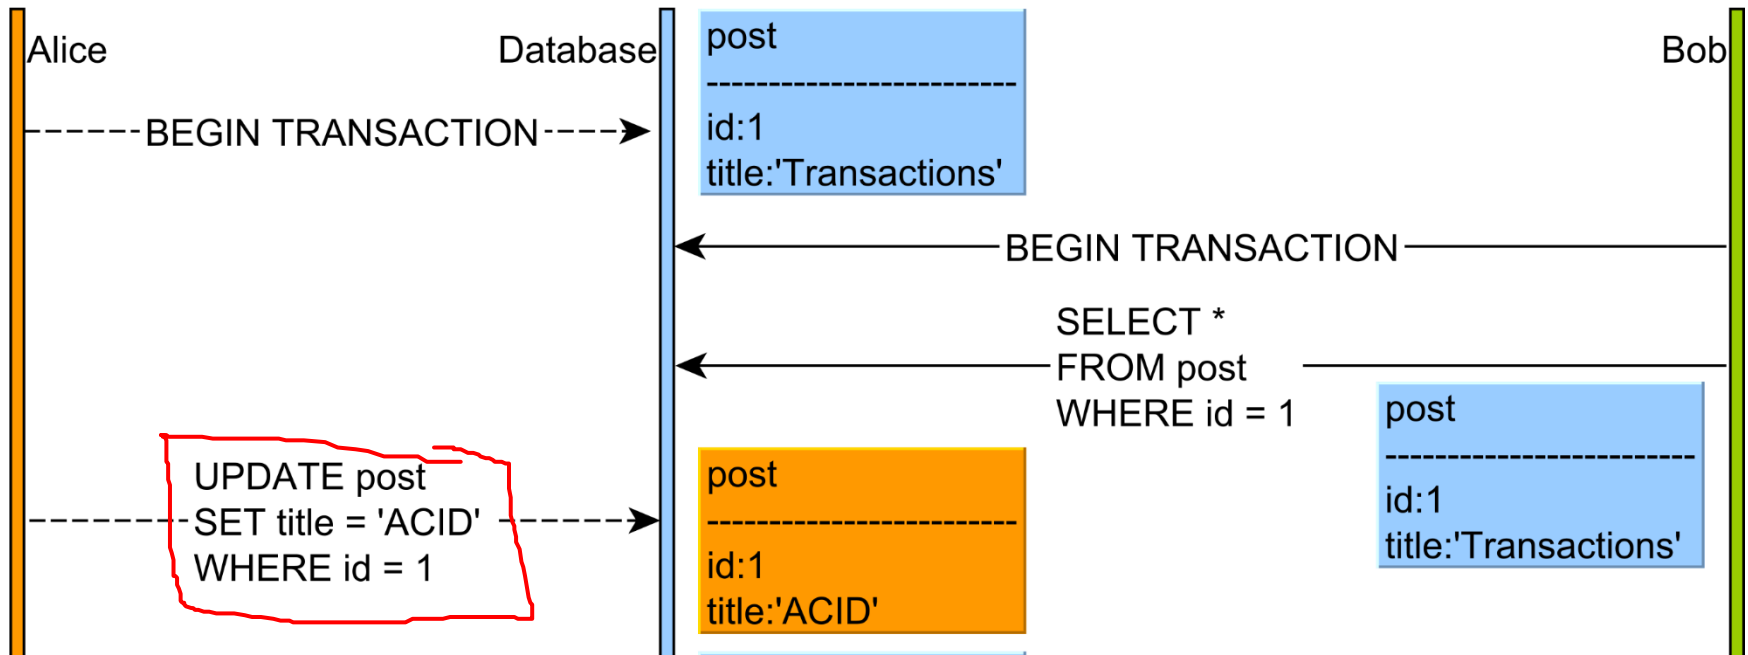 Alice
Database
post
-------------------------
id:1
title:'Transactions'
Bob
BEGIN TRANSACTION
BEGIN TRANSACTION
SELECT *
FROM post
WHERE id = 1
post
-------------------------
id:1
title:'Transactions'
UPDATE post
SET title = 'ACID'
WHERE id = 1
post
-------------------------
id:1
title:'ACID'